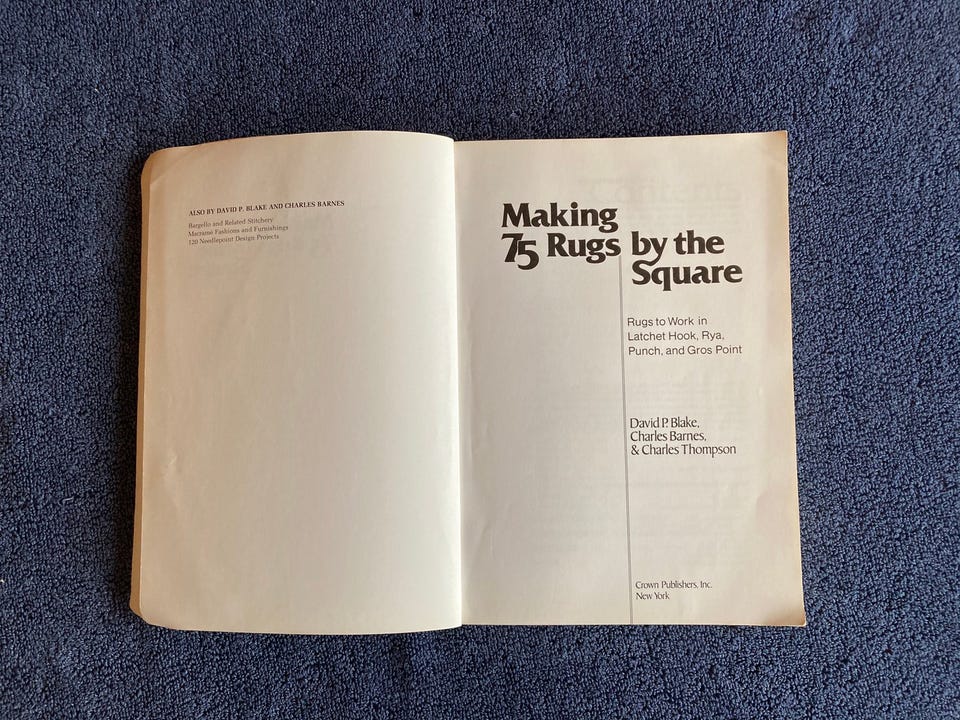 ALSO BY DAVID P. BLAKE AND CHARLES BARNES
Bargello and Related Stitchery
Macramé Fashions and Furnishings
120 Needlepoint Design Projects
Making
75 Rugs by the
Square
Rugs to Work in
Latchet Hook, Rya,
Punch, and Gros Point
David P. Blake,
Charles Barnes,
& Charles Thompson
Crown Publishers, Inc.
New York